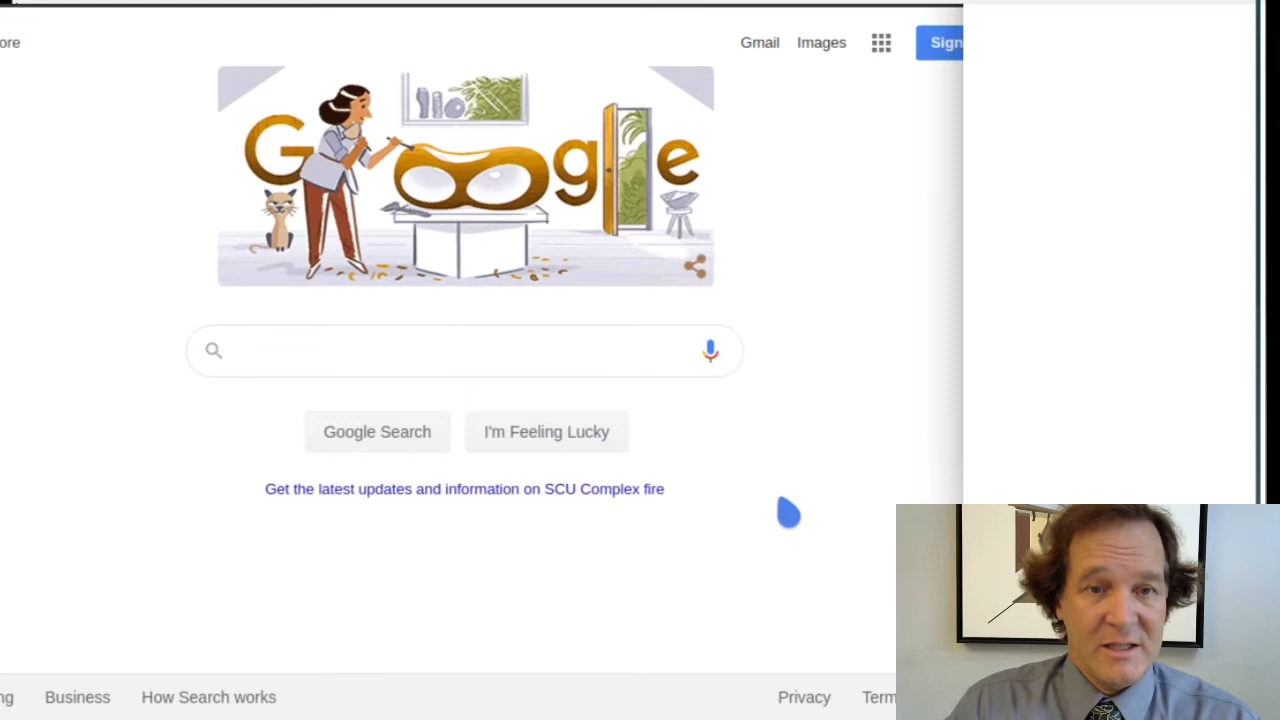 ore
Gmail
Images
Sign
Google
Google Search
I'm Feeling Lucky
Get the latest updates and information on SCU Complex fire
ng
Business
How Search works
Privacy
Term